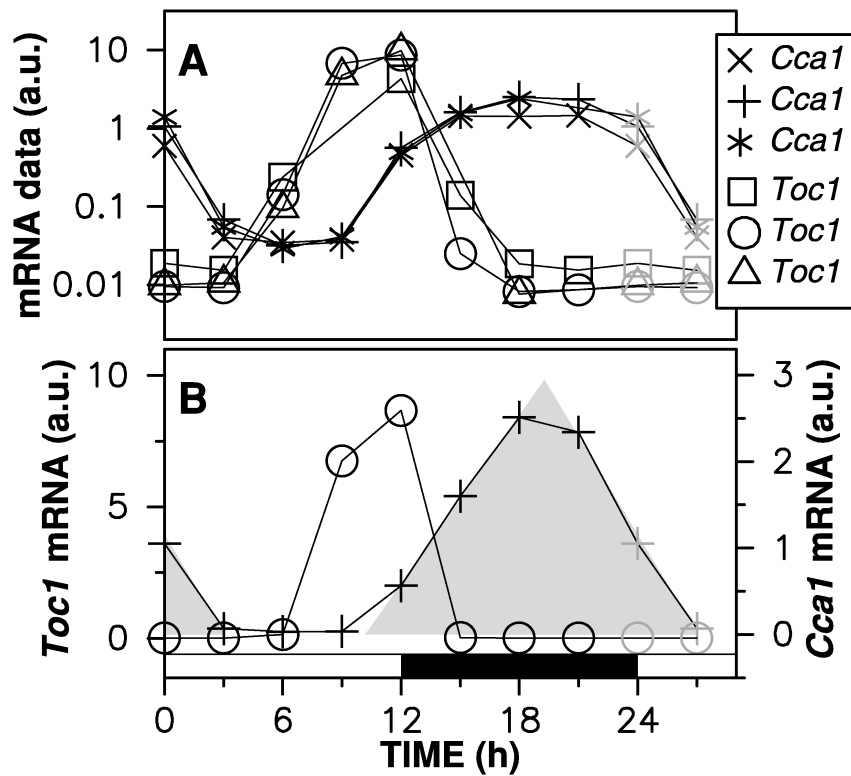 A
10
1
0.1
0.01
mRNA data (a.u.)
Cca1
Cca1
Cca1
Toc1
Toc1
Toc1
B
10
5
0
Toc1 mRNA (a.u.)
3
2
1
0
Cca1 mRNA (a.u.)
0 6 12 18 24
TIME (h)